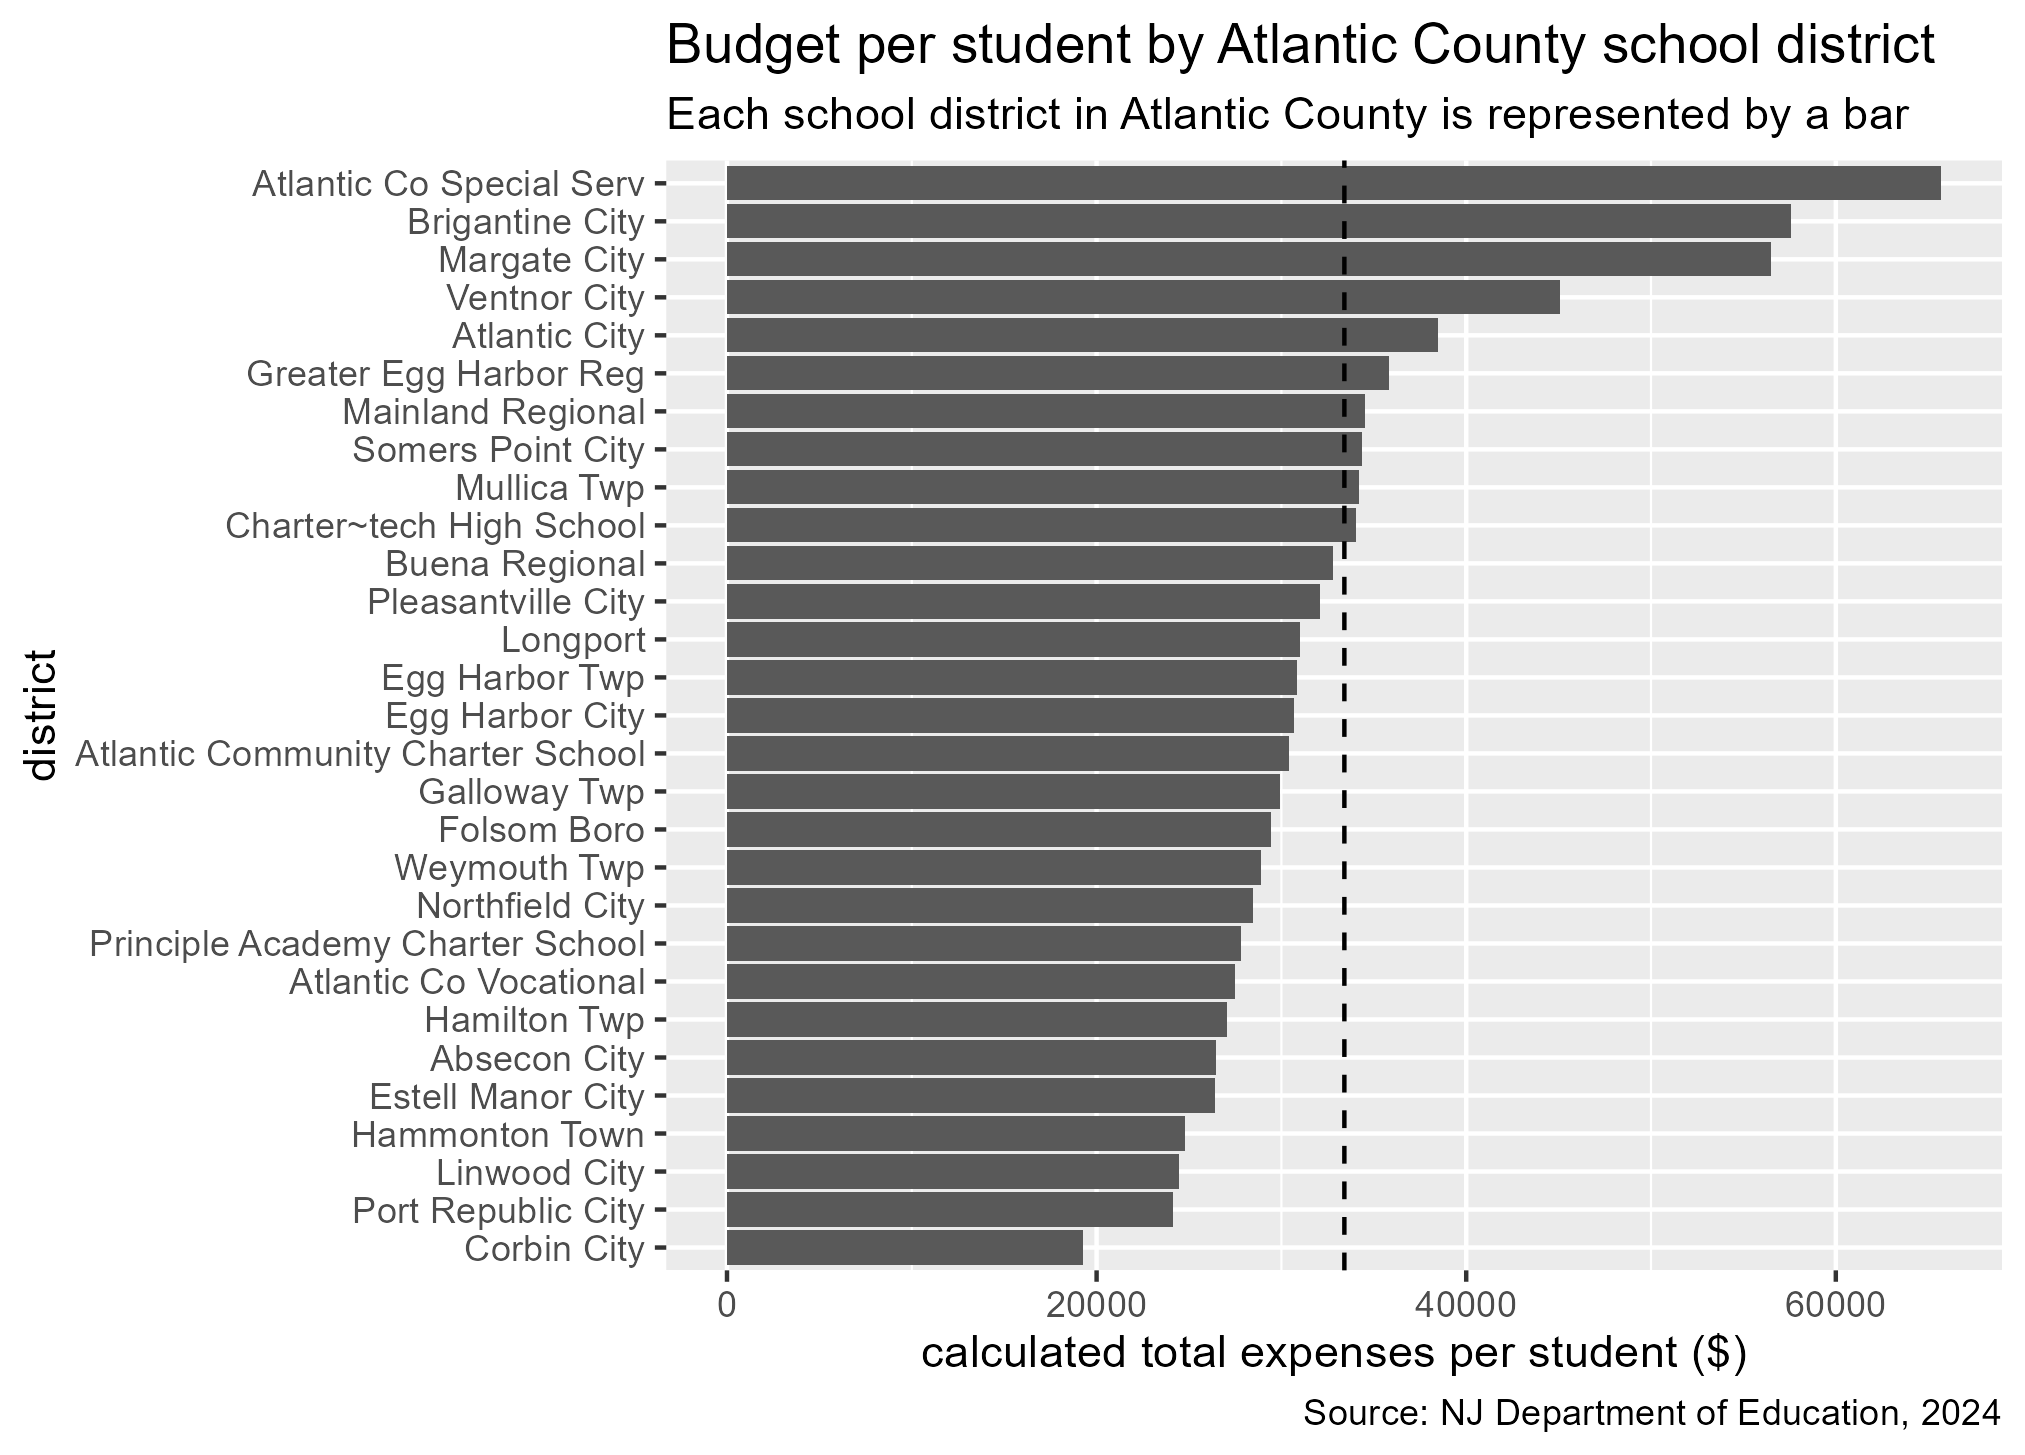 Budget per student by Atlantic County school district
Each school district in Atlantic County is represented by a bar
district
Atlantic Co Special Serv
Brigantine City
Margate City
Ventnor City
Atlantic City
Greater Egg Harbor Reg
Mainland Regional
Somers Point City
Mullica Twp
Charter~tech High School
Buena Regional
Pleasantville City
Longport
Egg Harbor Twp
Egg Harbor City
Atlantic Community Charter School
Galloway Twp
Folsom Boro
Weymouth Twp
Northfield City
Principle Academy Charter School
Atlantic Co Vocational
Hamilton Twp
Absecon City
Estell Manor City
Hammonton Town
Linwood City
Port Republic City
Corbin City
0 20000 40000 60000
calculated total expenses per student ($)
Source: NJ Department of Education, 2024